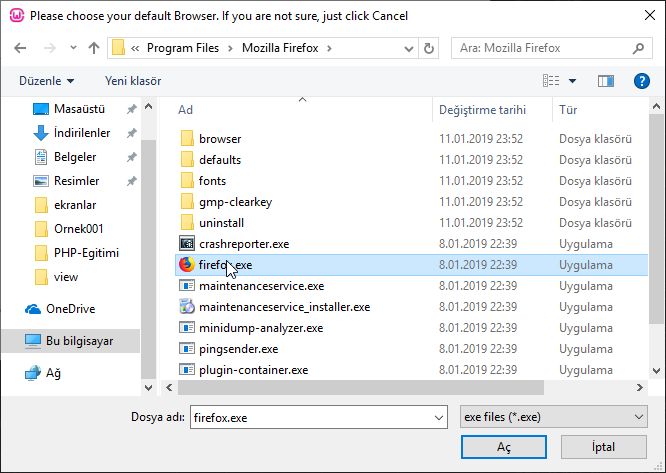 Please choose your default Browser. If you are not sure, just click Cancel
« Program Files › Mozilla Firefox ›
Ara: Mozilla Firefox
Düzenle
Yeni klasör
?
Masaüstü
İndirilenler
Belgeler
Resimler
ekranlar
Ornek001
PHP-Egitimi
view
OneDrive
Bu bilgisayar
Ağ
Ad Değiştirme tarihi Tür
browser 11.01.2019 23:52 Dosya klasörü
defaults 11.01.2019 23:52 Dosya klasörü
fonts 11.01.2019 23:52 Dosya klasörü
gmp-clearkey 11.01.2019 23:52 Dosya klasörü
uninstall 11.01.2019 23:52 Dosya klasörü
crashreporter.exe 8.01.2019 22:39 Uygulama
firefox.exe 8.01.2019 22:39 Uygulama
maintenanceservice.exe 8.01.2019 22:39 Uygulama
maintenanceservice_installer.exe 8.01.2019 22:39 Uygulama
minidump-analyzer.exe 8.01.2019 22:39 Uygulama
pingsender.exe 8.01.2019 22:39 Uygulama
plugin-container.exe 8.01.2019 22:39 Uygulama
Dosya adı: firefox.exe
exe files (*.exe)
Aç
İptal